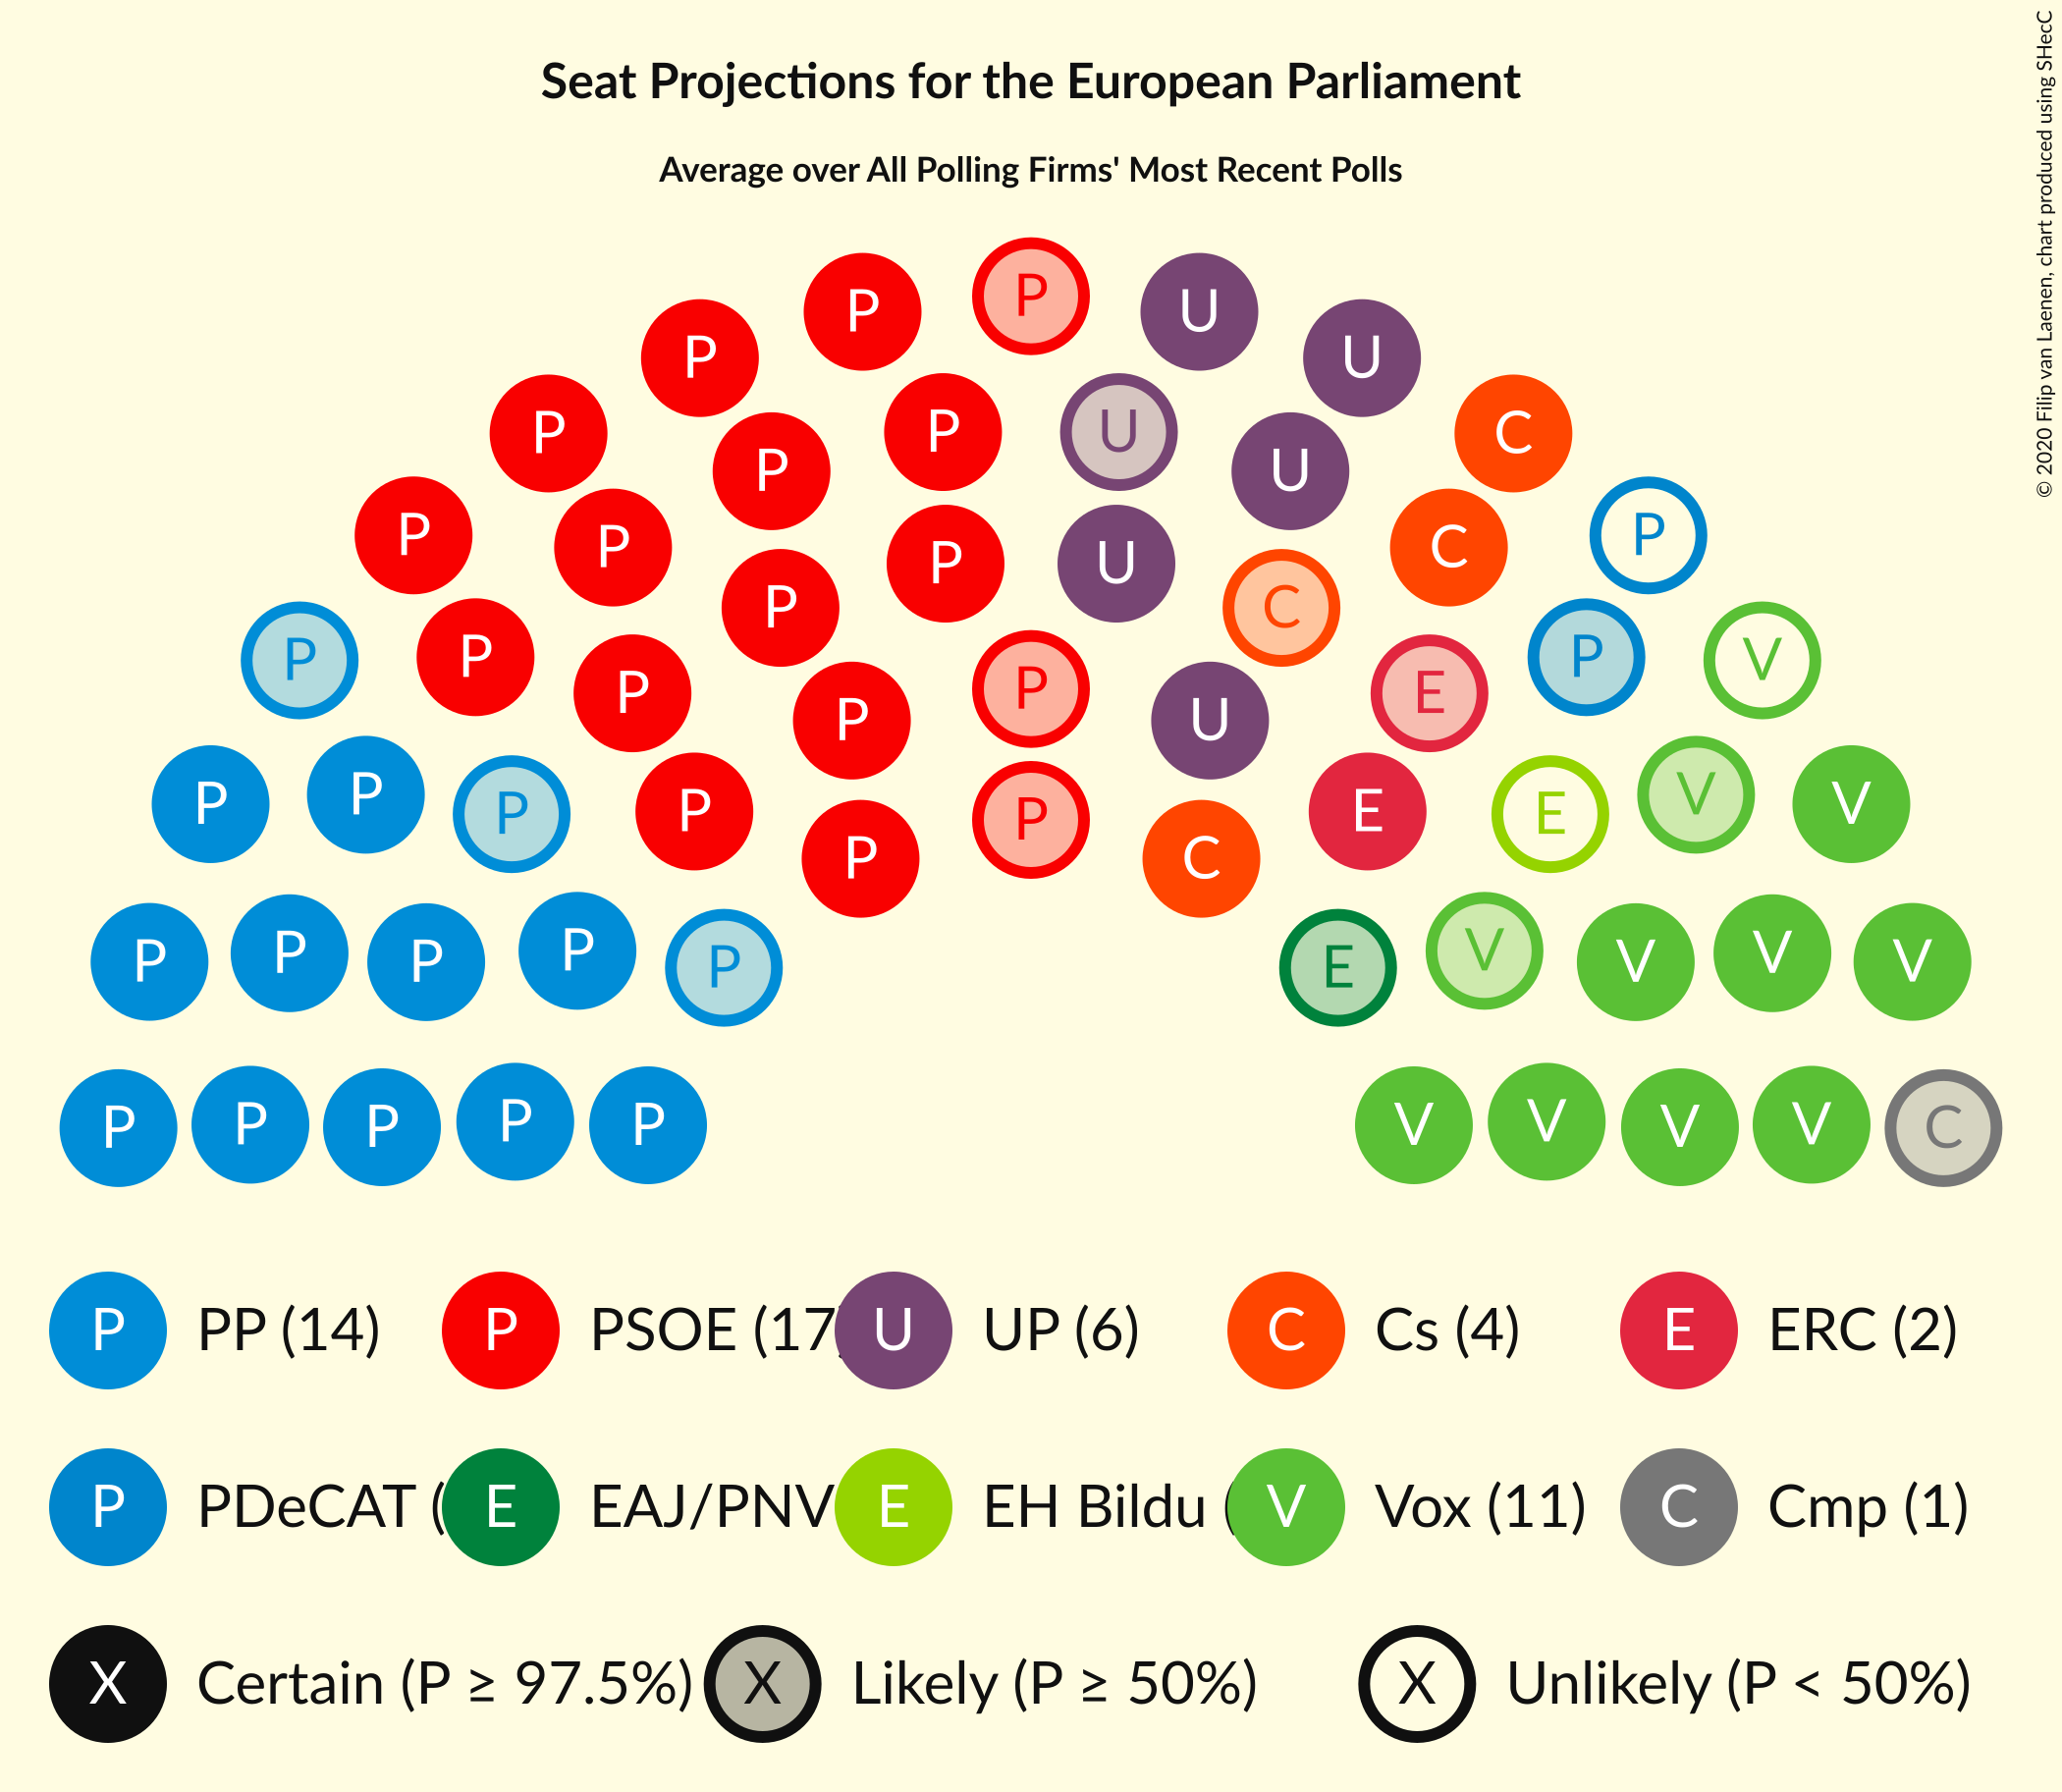 Seat Projections for the European Parliament
Average over All Polling Firms' Most Recent Polls
© 2020 Filip van Laenen, chart produced using SHecC
P U U
P P
P U C
P P U
P C P
P P P U
P P C
P E P V
P P P U
P P P E E V V
P P C
P P P P P E V V V V
P P P P P V V V V C
P PP (14) P PSOE (17 U UP (6) C Cs (4) E ERC (2)
P PDeCAT ( E EAJ/PNV E EH Bildu ( V Vox (11) C Cmp (1)
X Certain (P ≥ 97.5%) X Likely (P ≥ 50%) X Unlikely (P < 50%)